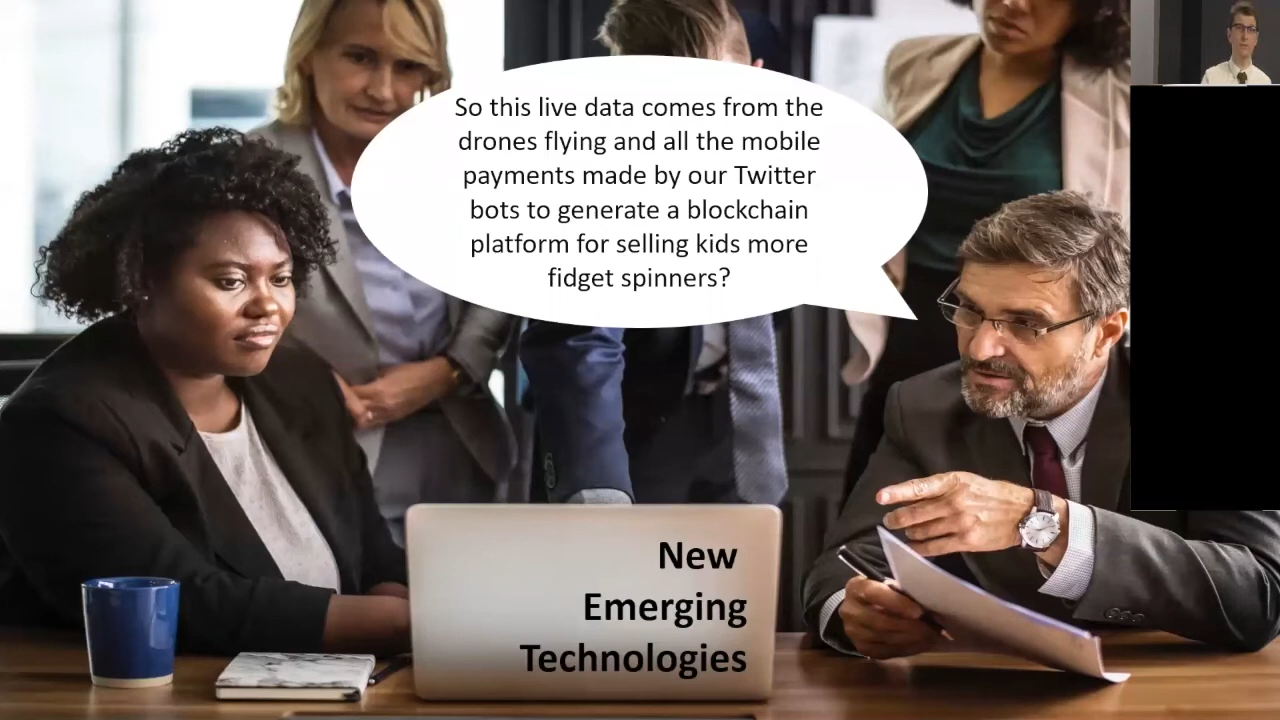 So this live data comes from the
drones flying and all the mobile
payments made by our Twitter
bots to generate a blockchain
platform for selling kids more
fidget spinners?
New
Emerging
Technologies